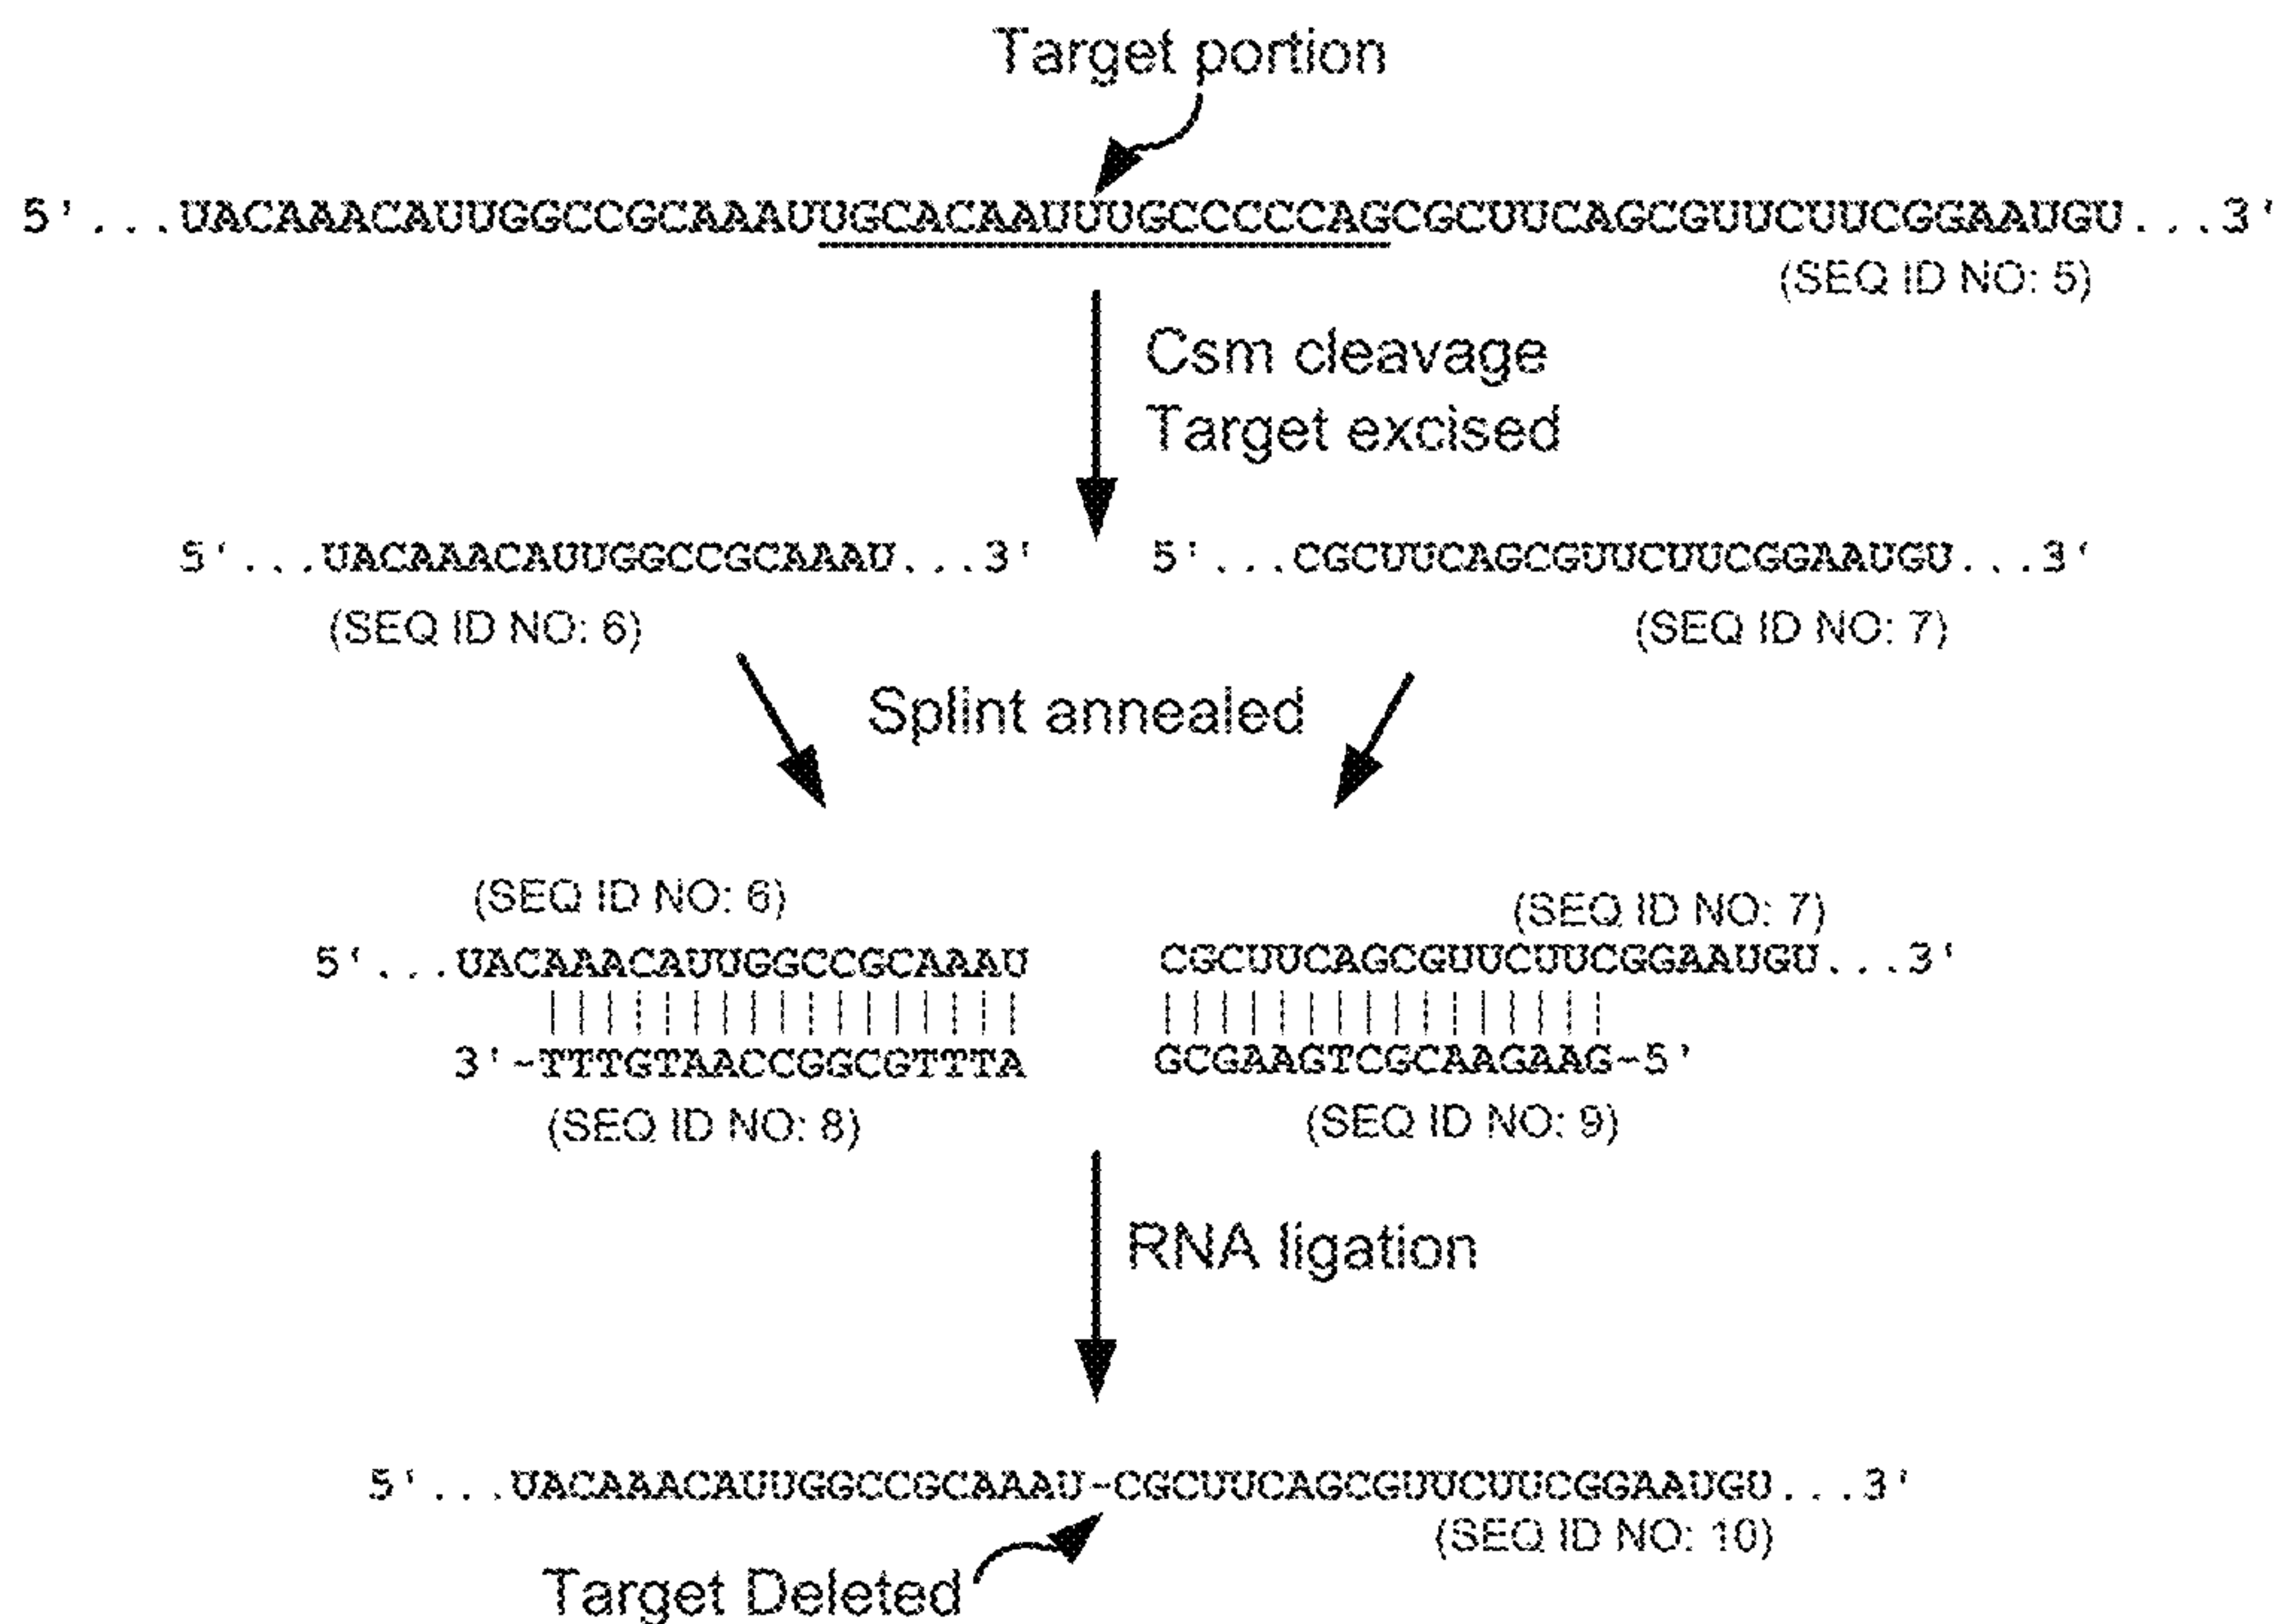 Target portion
5'...UACAAACAUUGGCCGCAAAUUGCACAAUUUGCCCCCAGCGCUUCAGCGUUCUUCGGAAUGU...3'
(SEQ ID NO: 5)
Csm cleavage
Target excised
5'...UACAAACAUUGGCCGCAAAU...3' 5'...CGCUUCAGCGUUCUUCGGAAUGU...3'
(SEQ ID NO: 6) (SEQ ID NO: 7)
Splint annealed
(SEQ ID NO: 6) (SEQ ID NO: 7)
5'...UACAAACAUUGGCCGCAAAU CGCUUCAGCGUUCUUCGGAAUGU...3'
3'-TTTGTAACCGGCGTTTA GCGAAGTCGCAAGAAG-5'
(SEQ ID NO: 8) (SEQ ID NO: 9)
RNA ligation
5'...UACAAACAUUGGCCGCAAAU-CGCUUCAGCGUUCUUCGGAAUGU...3'
(SEQ ID NO: 10)
Target Deleted